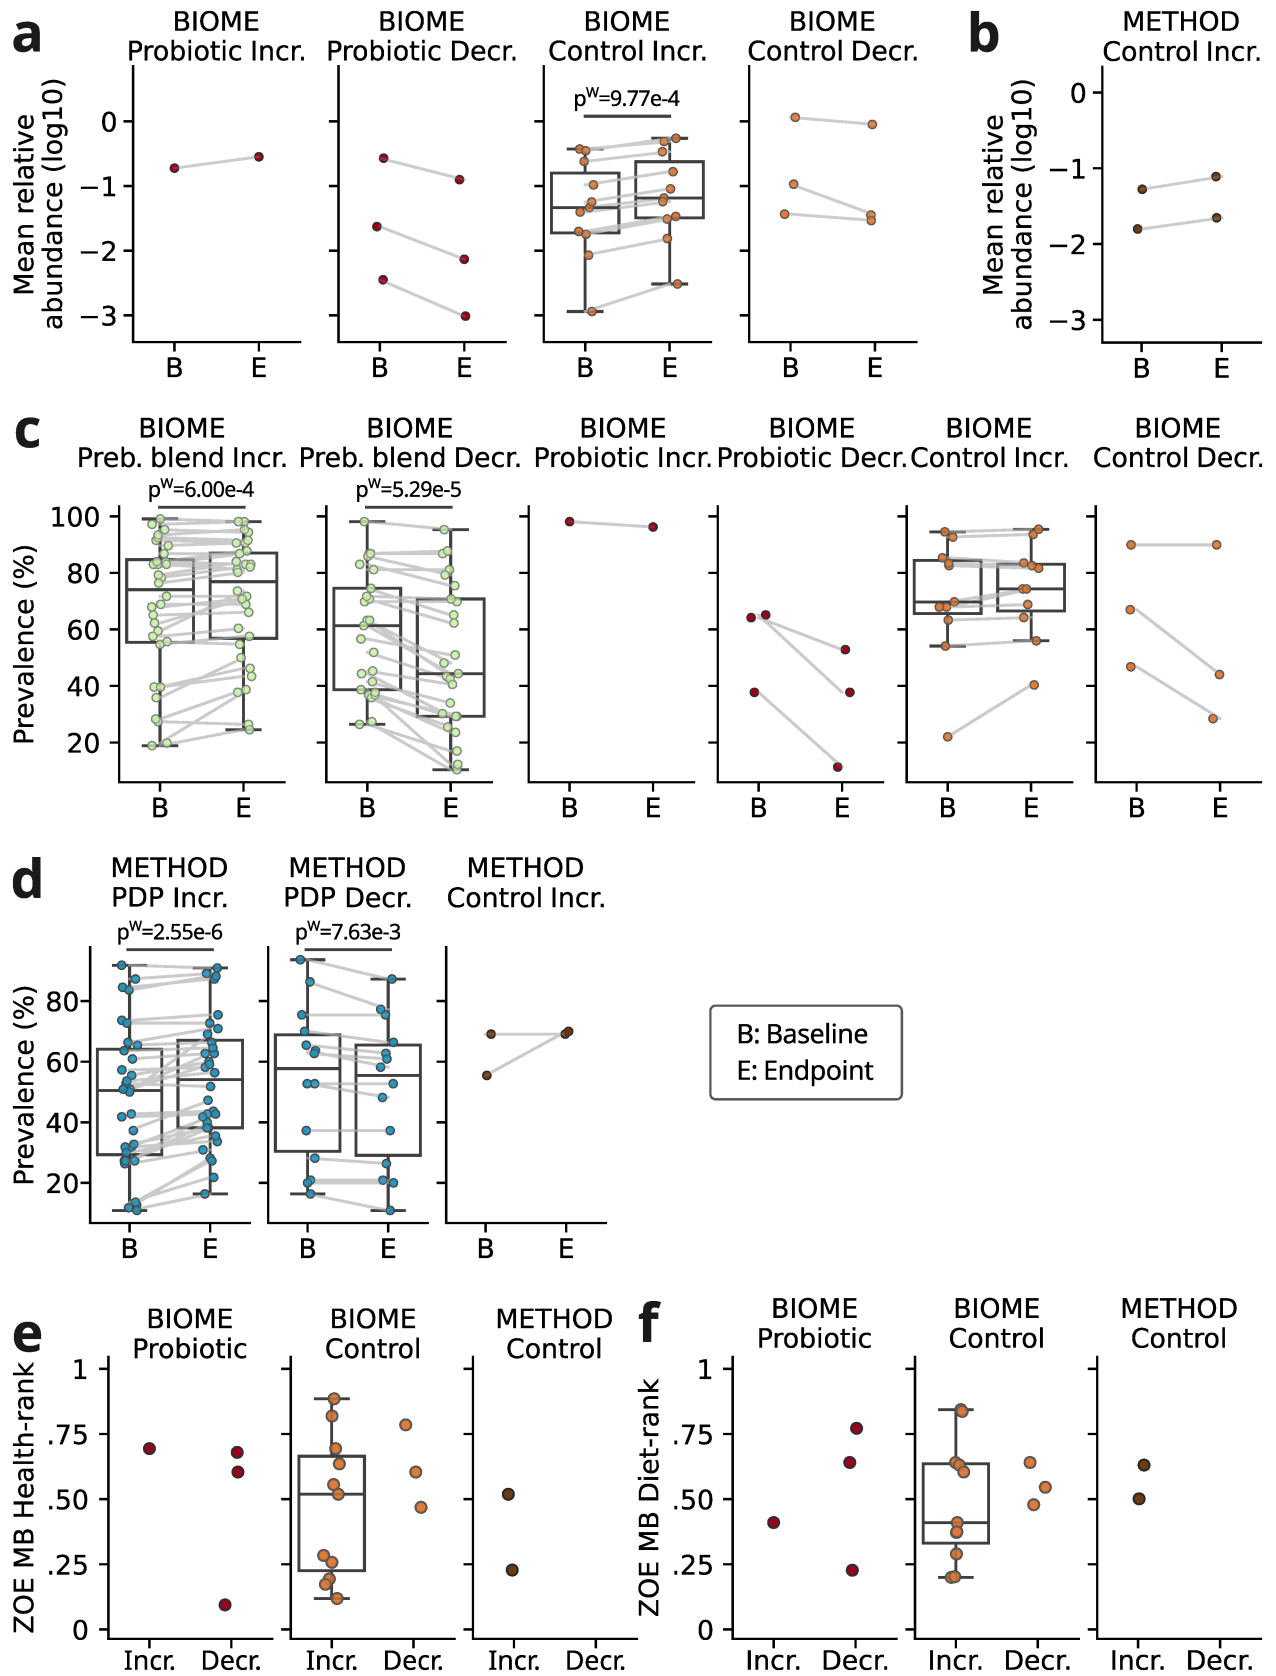 a
BIOME
Probiotic Incr.
BIOME
Probiotic Decr.
BIOME
Control Incr.
BIOME
Control Decr.
b
METHOD
Control Incr.
Mean relative
abundance (log10)
0
−1
−2
−3
pW=9.77e-4
B E
B E
B E
B E
Mean relative
abundance (log10)
0
−1
−2
−3
B E
c
BIOME
Preb. blend Incr.
BIOME
Preb. blend Decr.
BIOME
Probiotic Incr.
BIOME
Probiotic Decr.
BIOME
Control Incr.
BIOME
Control Decr.
pW=6.00e-4
pW=5.29e-5
Prevalence (%)
100
80
60
40
20
B E
B E
B E
B E
B E
B E
d
METHOD
PDP Incr.
METHOD
PDP Decr.
METHOD
Control Incr.
pW=2.55e-6
pW=7.63e-3
Prevalence (%)
80
60
40
20
B E
B E
B E
B: Baseline
E: Endpoint
e
BIOME
Probiotic
BIOME
Control
METHOD
Control
ZOE MB Health-rank
1
.75
.50
.25
0
Incr. Decr.
Incr. Decr.
Incr. Decr.
f
BIOME
Probiotic
BIOME
Control
METHOD
Control
ZOE MB Diet-rank
1
.75
.50
.25
0
Incr. Decr.
Incr. Decr.
Incr. Decr.